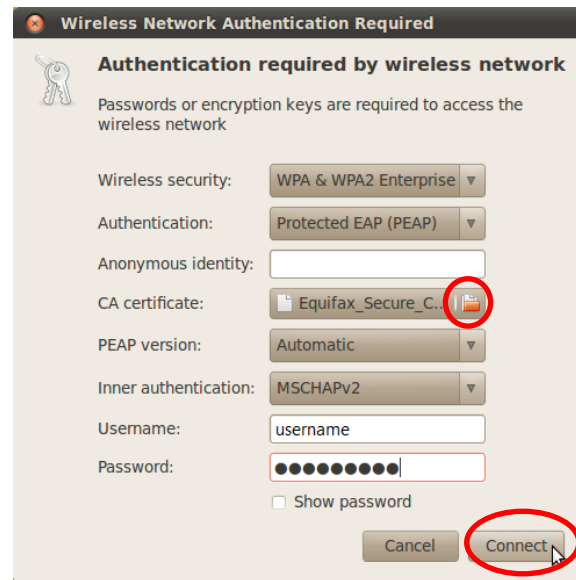 Wireless Network Authentication Required
Authentication required by wireless network
Passwords or encryption keys are required to access the
wireless network
Wireless security: WPA & WPA2 Enterprise
Authentication: Protected EAP (PEAP)
Anonymous identity:
CA certificate: Equifax_Secure_C...
PEAP version: Automatic
Inner authentication: MSCHAPv2
Username: username
Password: ●●●●●●●●●
Show password
Cancel Connect